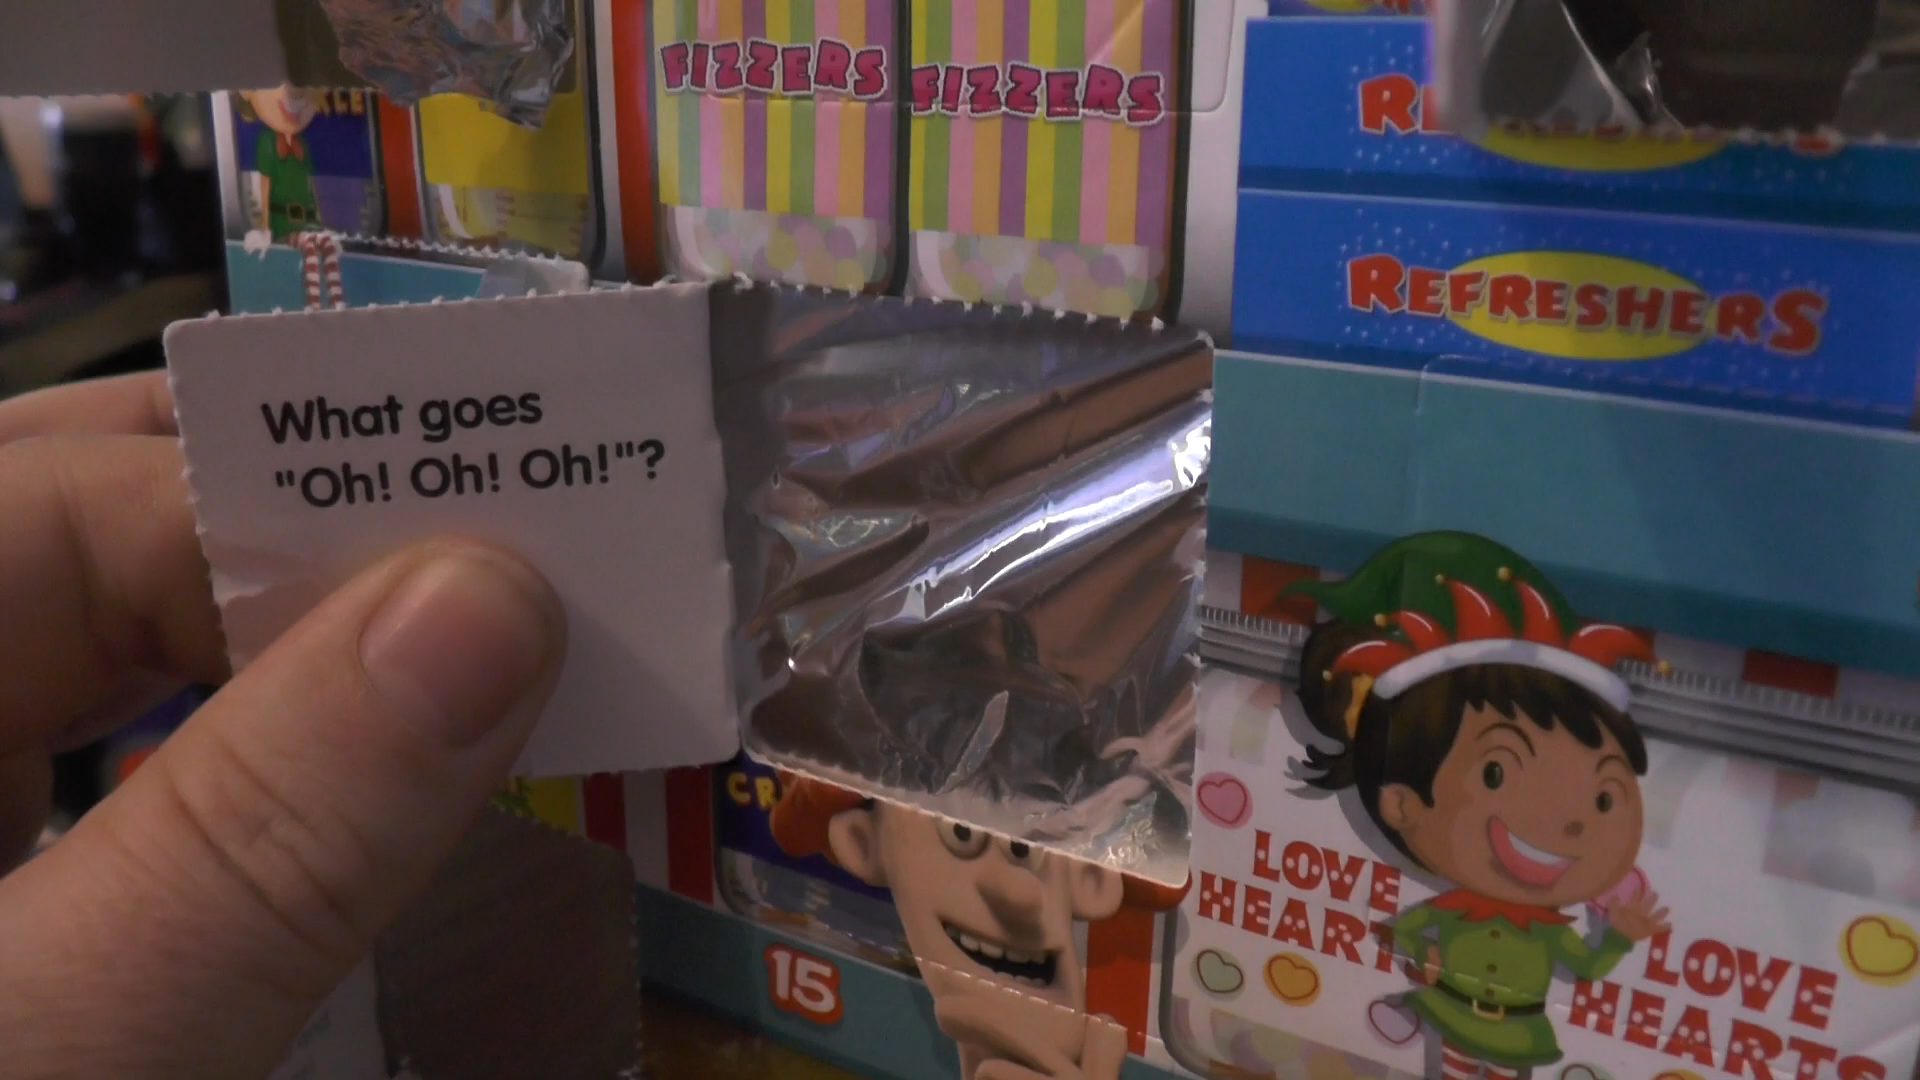 FIZZERS
FIZZERS
REFRESHERS
What goes
"Oh! Oh! Oh!"?
15
LOVE
HEARTS
LOVE
HEARTS